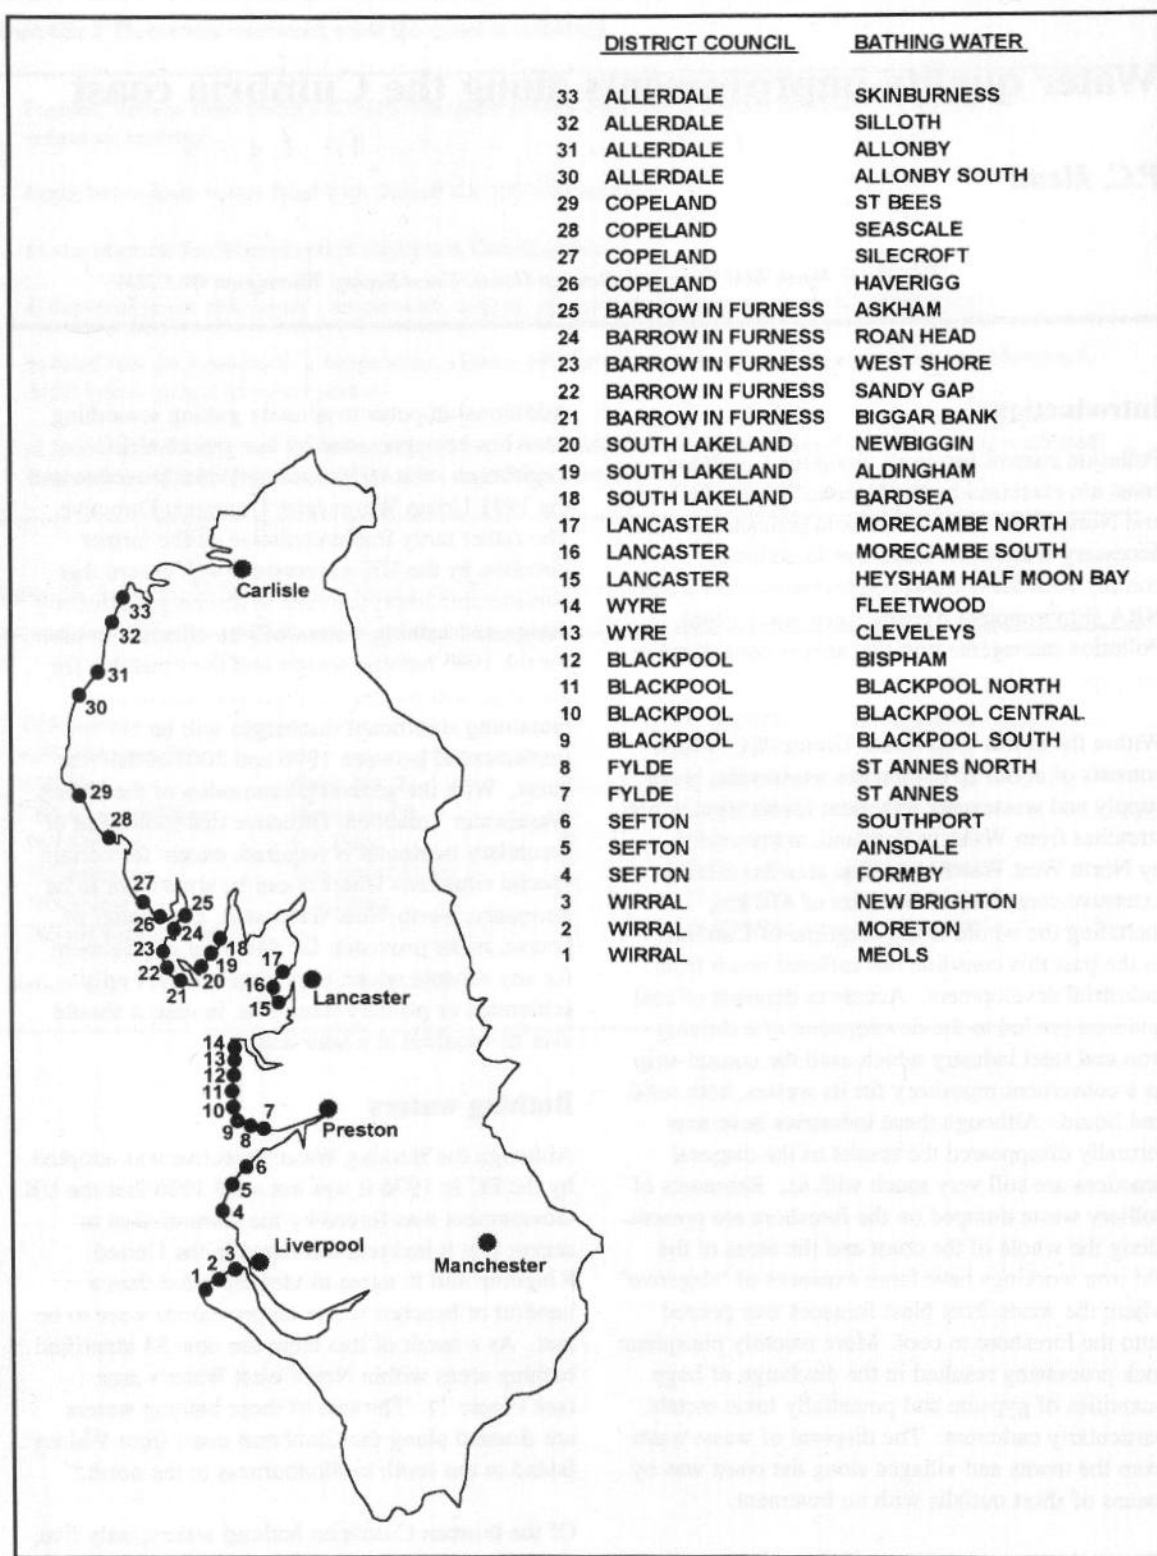 DISTRICT COUNCIL BATHING WATER
33 ALLERDALE SKINBURNESS
32 ALLERDALE SILLOTH
31 ALLERDALE ALLONBY
30 ALLERDALE ALLONBY SOUTH
29 COPELAND ST BEES
28 COPELAND SEASCALE
27 COPELAND SILECROFT
26 COPELAND HAVERIGG
25 BARROW IN FURNESS ASKHAM
24 BARROW IN FURNESS ROAN HEAD
23 BARROW IN FURNESS WEST SHORE
22 BARROW IN FURNESS SANDY GAP
21 BARROW IN FURNESS BIGGAR BANK
20 SOUTH LAKELAND NEWBIGGIN
19 SOUTH LAKELAND ALDINGHAM
18 SOUTH LAKELAND BARDSEA
17 LANCASTER MORECAMBE NORTH
16 LANCASTER MORECAMBE SOUTH
15 LANCASTER HEYSHAM HALF MOON BAY
14 WYRE FLEETWOOD
13 WYRE CLEVELEYS
12 BLACKPOOL BISPHAM
11 BLACKPOOL BLACKPOOL NORTH
10 BLACKPOOL BLACKPOOL CENTRAL
9 BLACKPOOL BLACKPOOL SOUTH
8 FYLDE ST ANNES NORTH
7 FYLDE ST ANNES
6 SEFTON SOUTHPORT
5 SEFTON AINSDALE
4 SEFTON FORMBY
3 WIRRAL NEW BRIGHTON
2 WIRRAL MORETON
1 WIRRAL MEOLS
Carlisle
33
32
31
30
29
28
27
26
25
24
23
22
21
20
19
18
17
16
15
Lancaster
14
13
12
11
10
9
8
7
Preston
6
5
4
Liverpool
3
2
1
Manchester